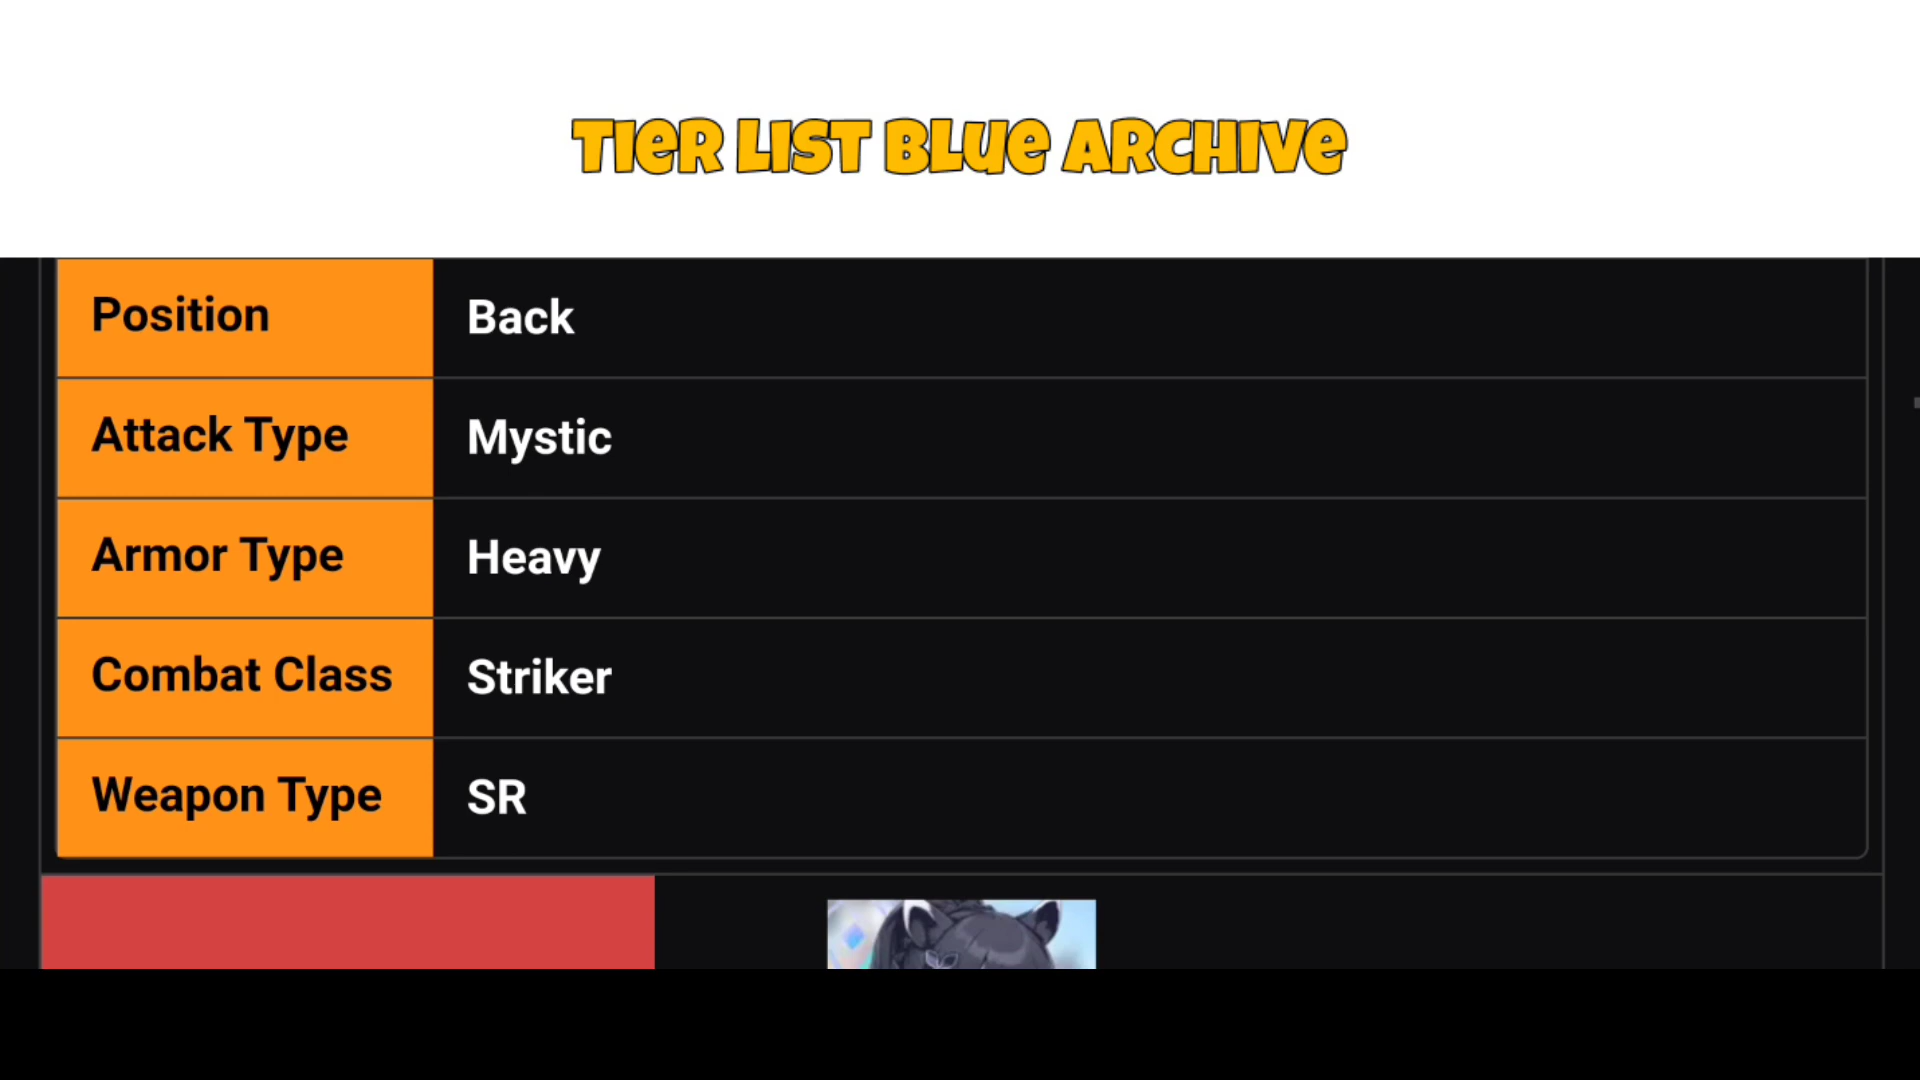 TIER LIST BLUE ARCHIVE
Position Back
Attack Type Mystic
Armor Type Heavy
Combat Class Striker
Weapon Type SR